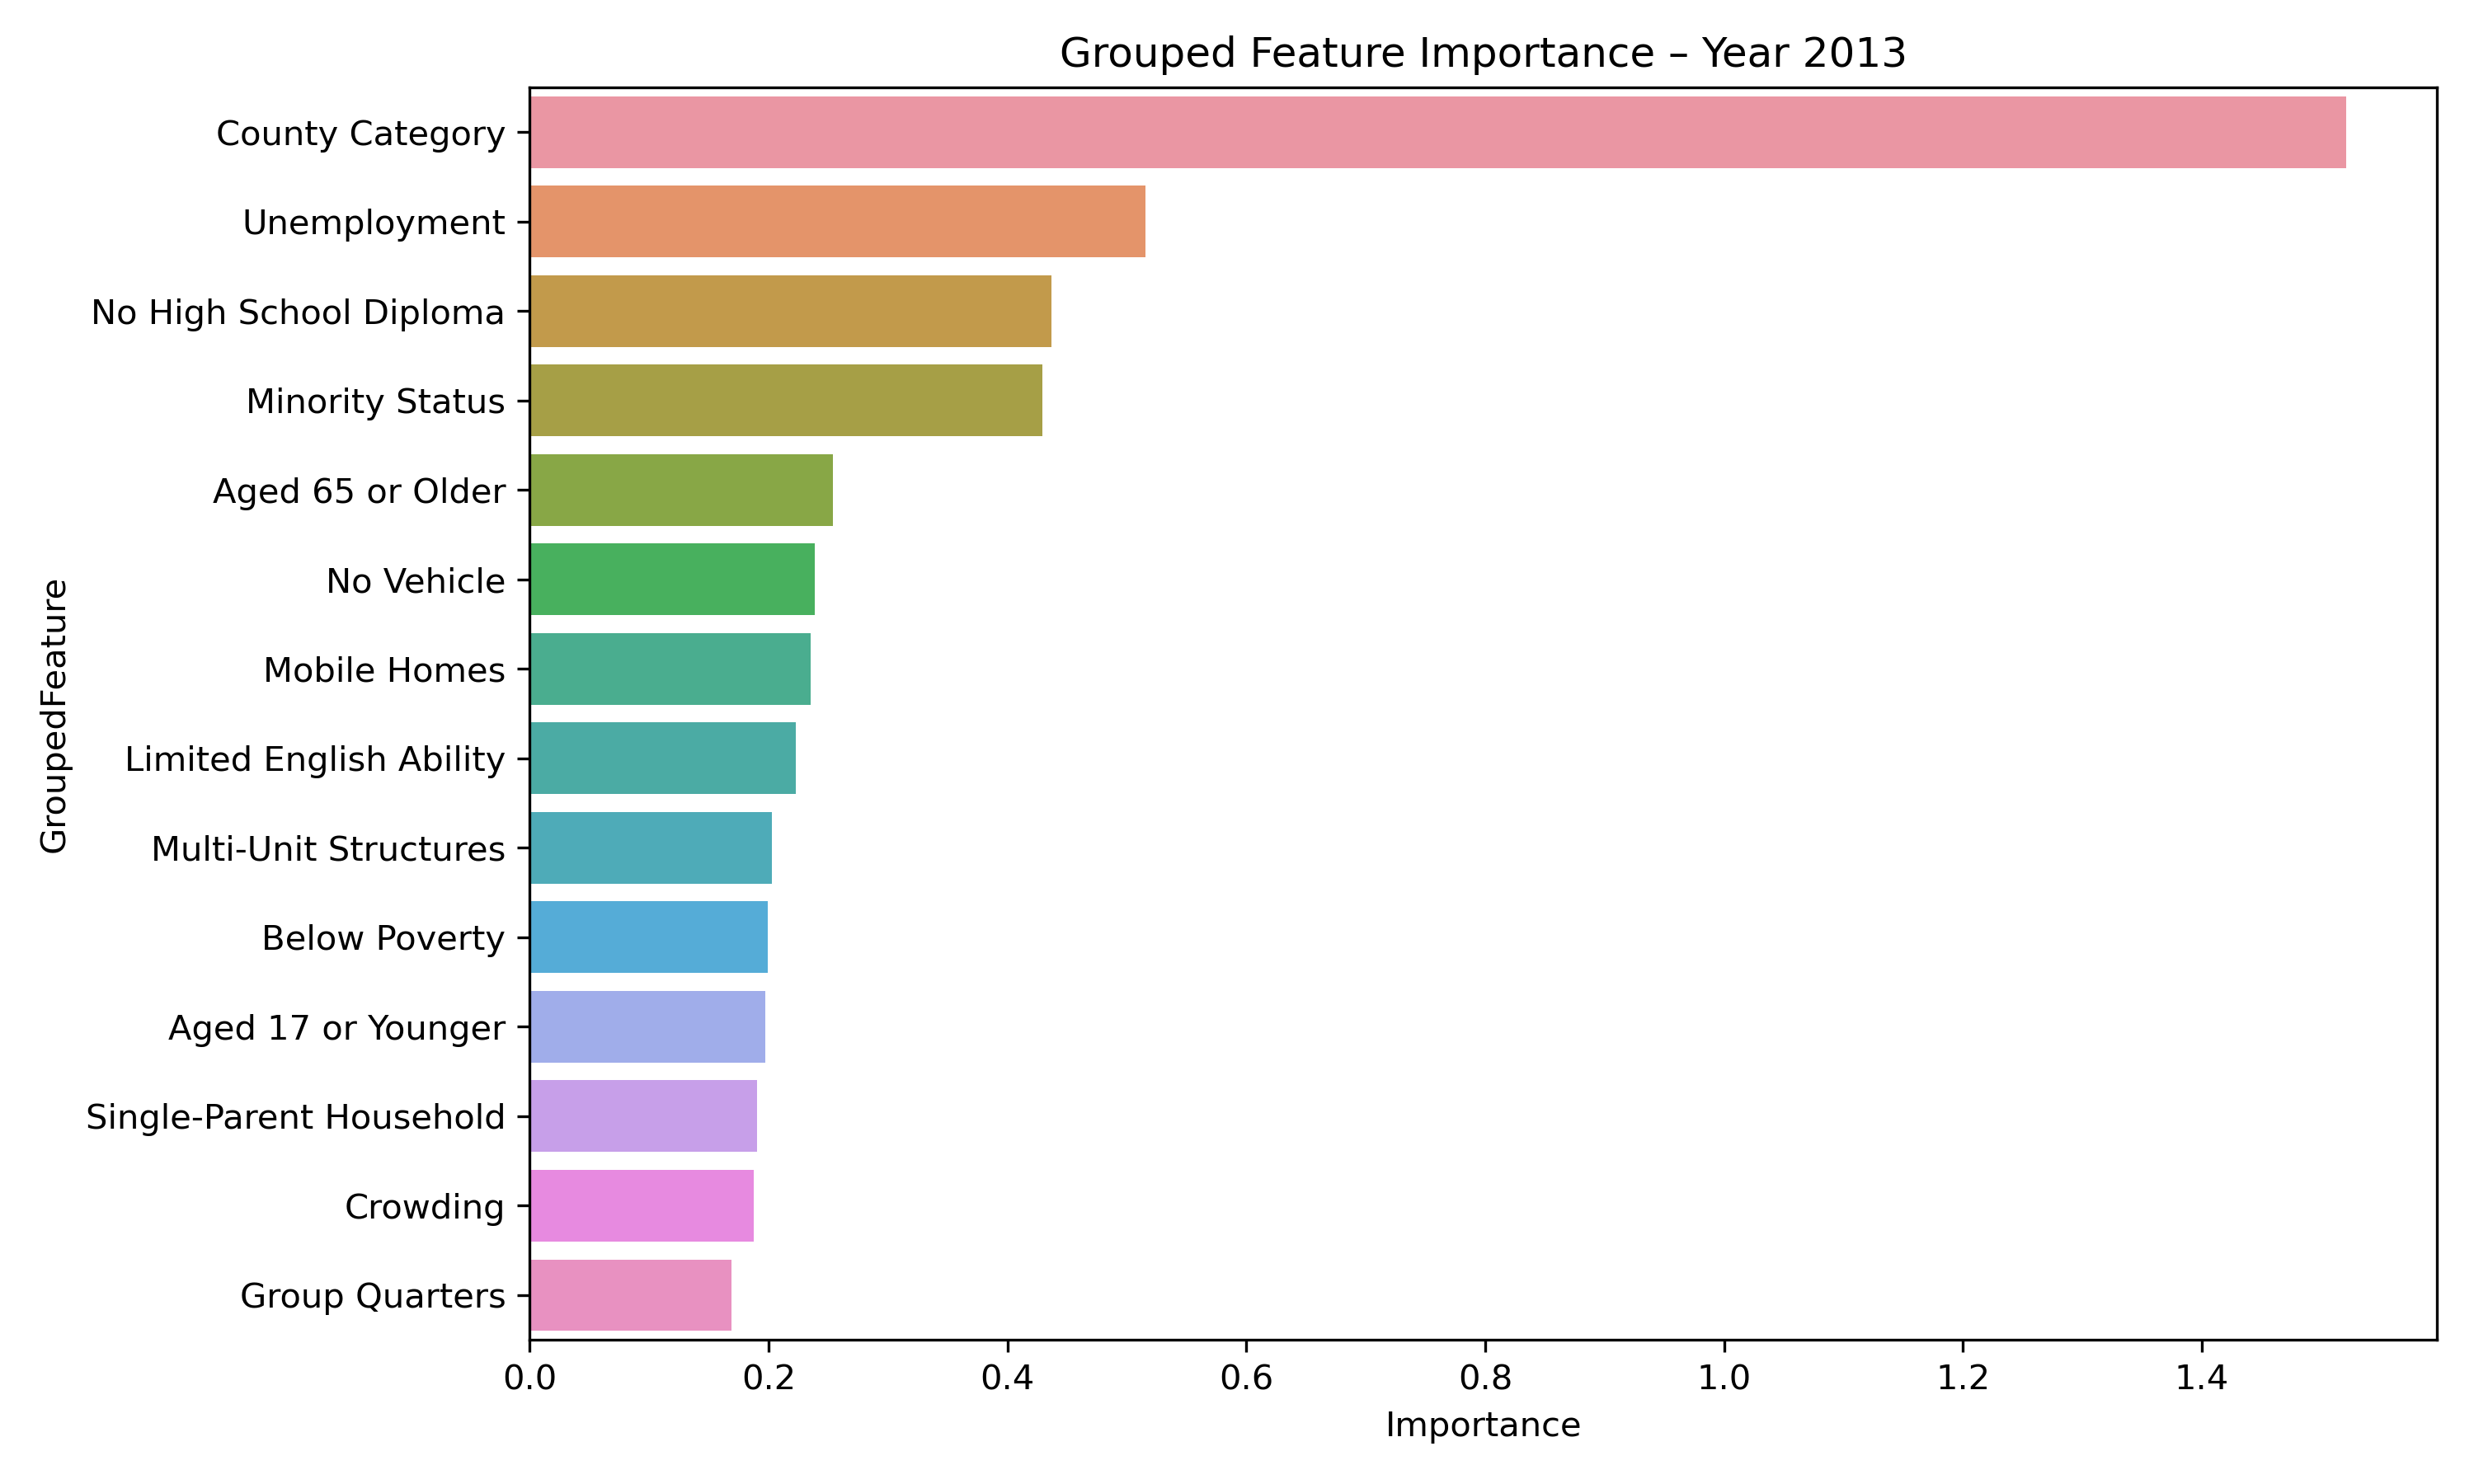 Grouped Feature Importance – Year 2013
GroupedFeature
County Category
Unemployment
No High School Diploma
Minority Status
Aged 65 or Older
No Vehicle
Mobile Homes
Limited English Ability
Multi-Unit Structures
Below Poverty
Aged 17 or Younger
Single-Parent Household
Crowding
Group Quarters
0.0 0.2 0.4 0.6 0.8 1.0 1.2 1.4
Importance